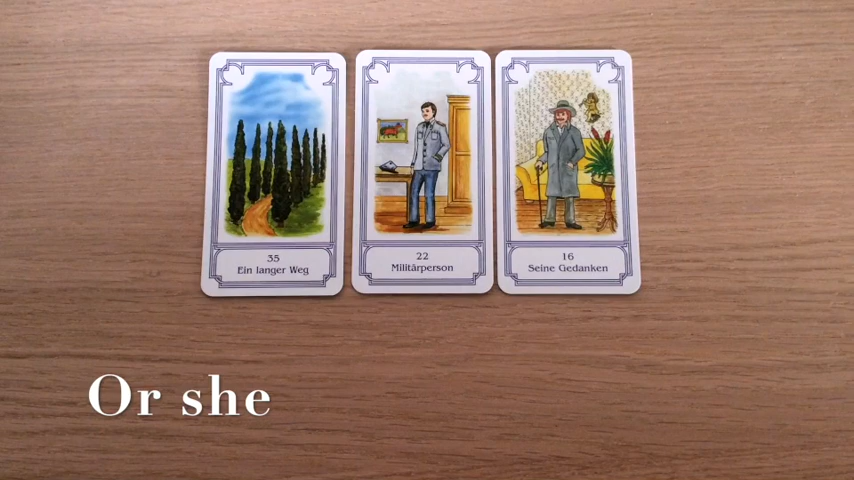 35
Ein langer Weg
22
Militärperson
16
Seine Gedanken
Or she